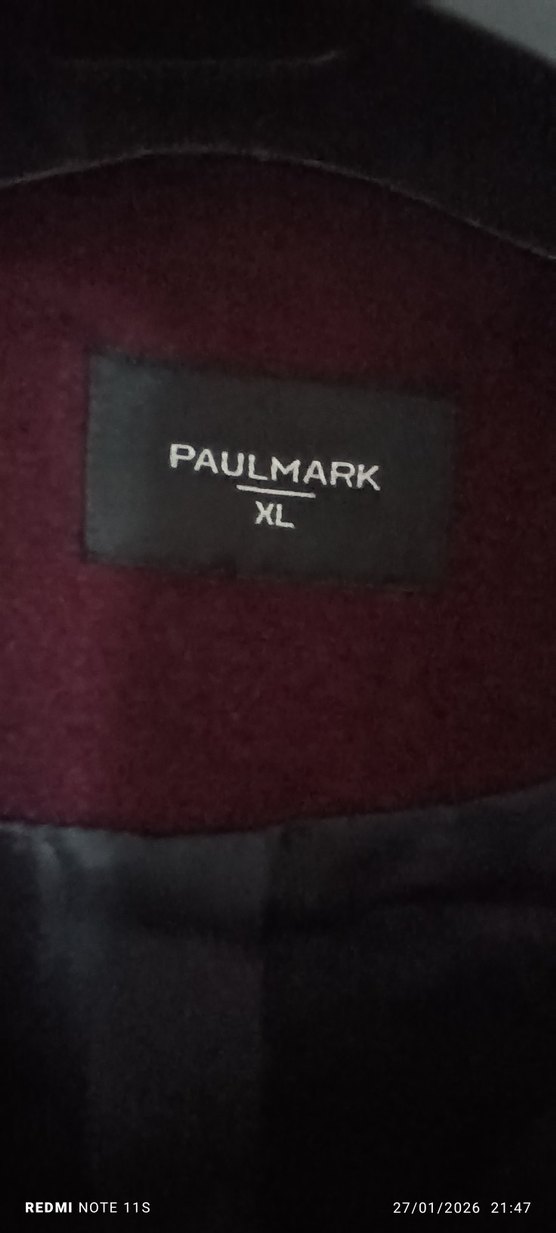 PAULMARK
XL
REDMI NOTE 11S
27/01/2026 21:47